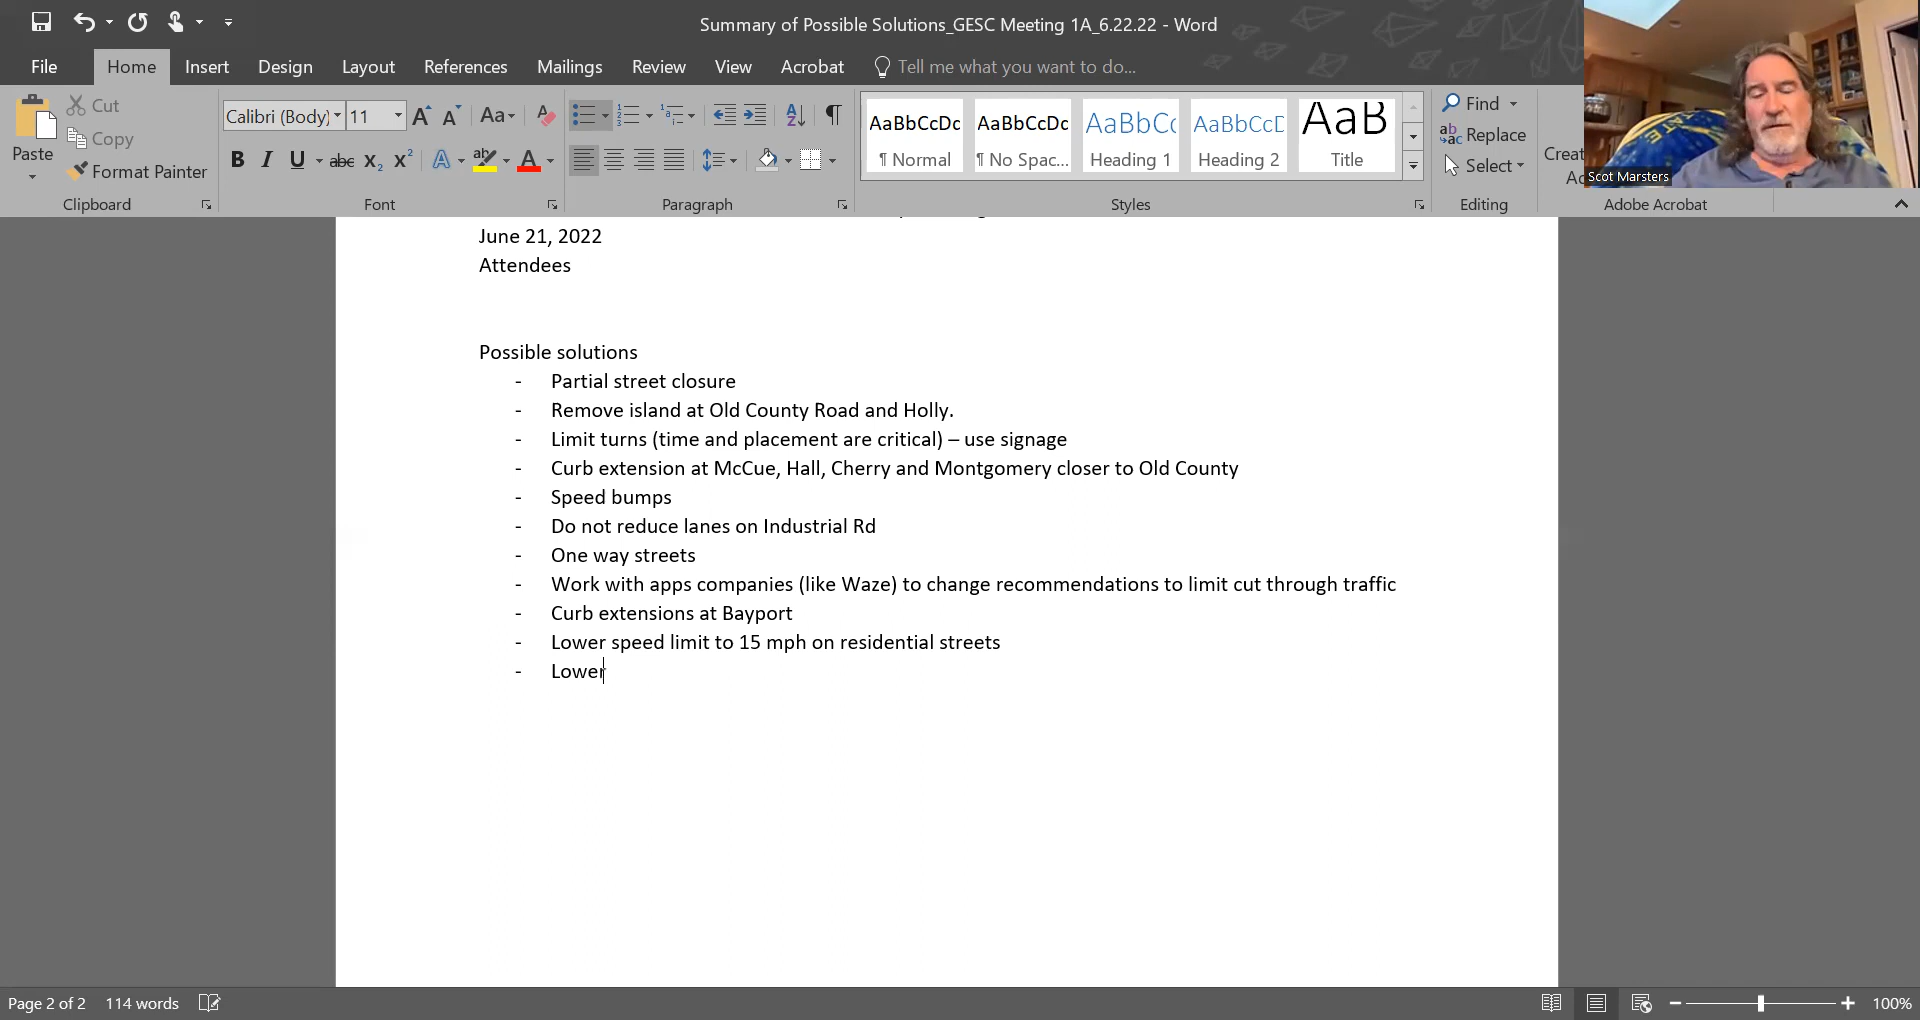 Summary of Possible Solutions_GESC Meeting 1A_6.22.22 - Word
File Home Insert Design Layout References Mailings Review View Acrobat Tell me what you want to do...
Paste
Cut
Copy
Format Painter
Clipboard
Calibri (Body) 11
Font
Paragraph
AaBbCcDc AaBbCcDc AaBbCc AaBbCcD AaB
¶ Normal ¶ No Spac... Heading 1 Heading 2 Title
Styles
Find
Replace
Select
Editing
Creat
Adobe Acrobat
Scot Marsters
June 21, 2022
Attendees
Possible solutions
- Partial street closure
- Remove island at Old County Road and Holly.
- Limit turns (time and placement are critical) – use signage
- Curb extension at McCue, Hall, Cherry and Montgomery closer to Old County
- Speed bumps
- Do not reduce lanes on Industrial Rd
- One way streets
- Work with apps companies (like Waze) to change recommendations to limit cut through traffic
- Curb extensions at Bayport
- Lower speed limit to 15 mph on residential streets
- Lower
Page 2 of 2 114 words 100%